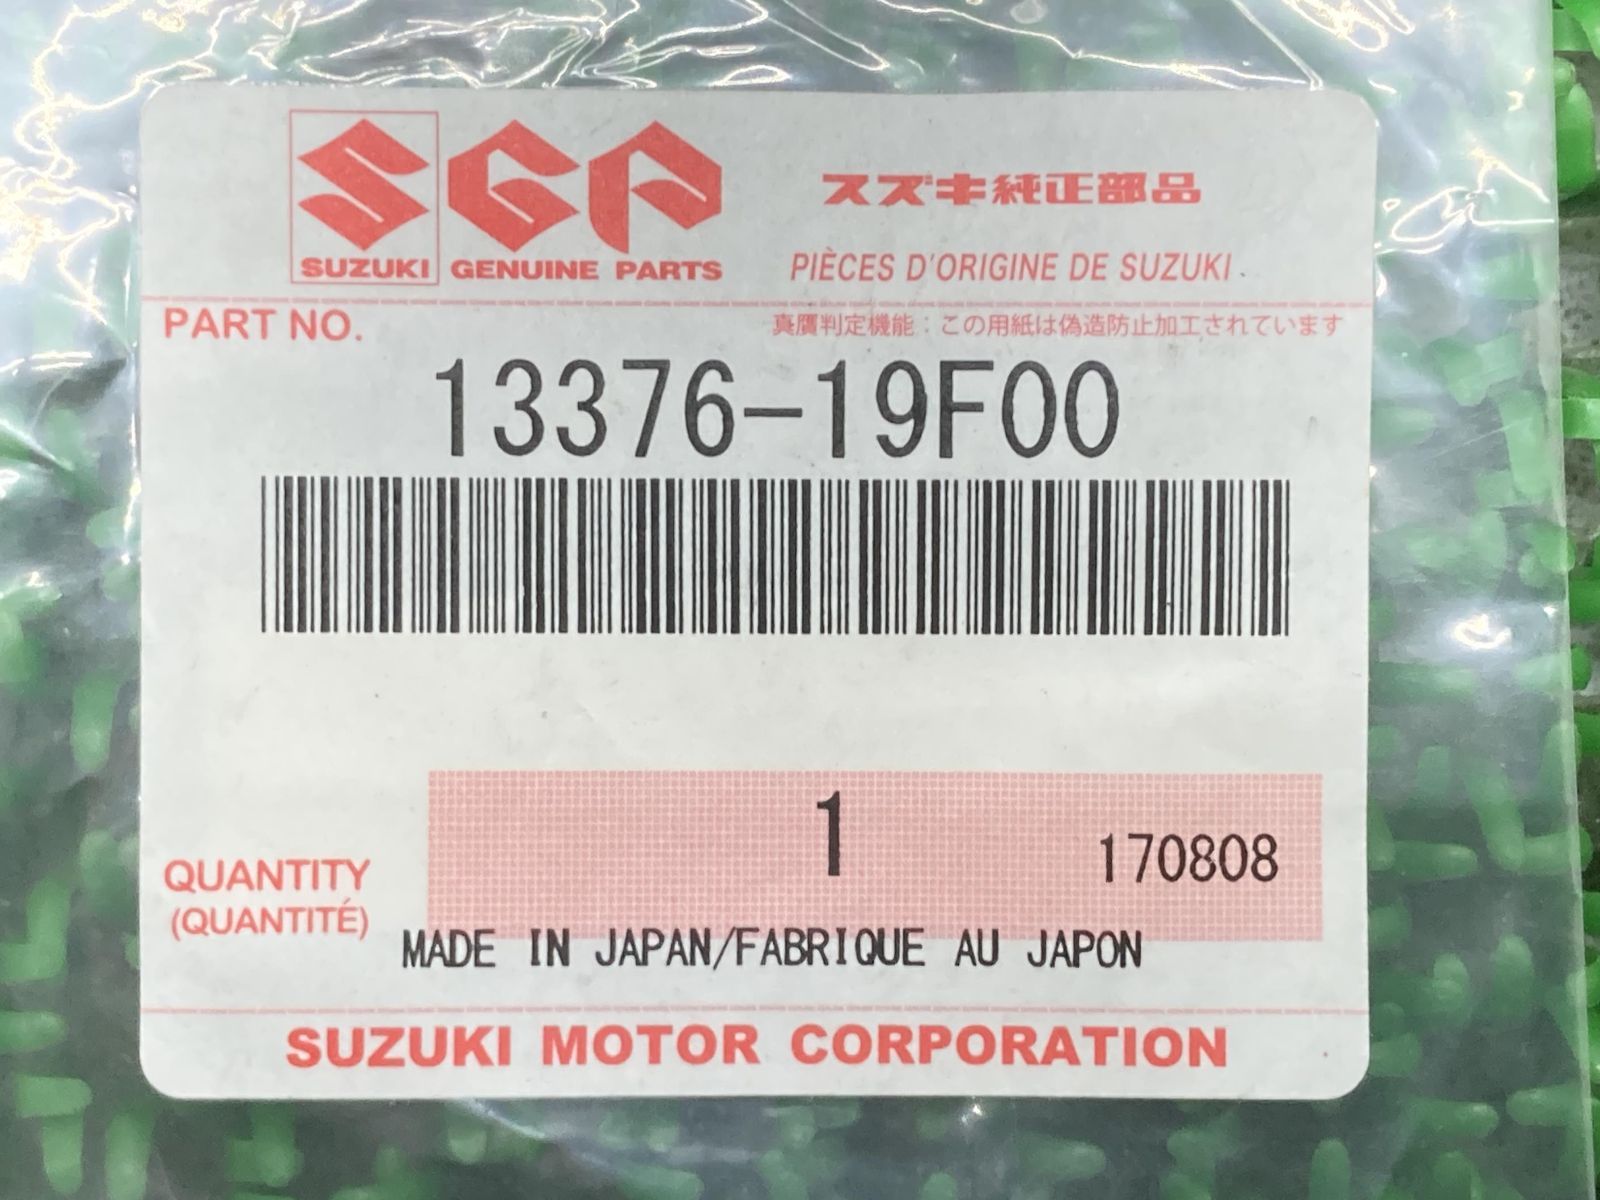 SGP
スズキ純正部品
SUZUKI GENUINE PARTS
PIÈCES D'ORIGINE DE SUZUKI
PART NO.
真贋判定機能：この用紙は偽造防止加工されています
13376-19F00
1
170808
QUANTITY
(QUANTITÉ)
MADE IN JAPAN/FABRIQUE AU JAPON
SUZUKI MOTOR CORPORATION